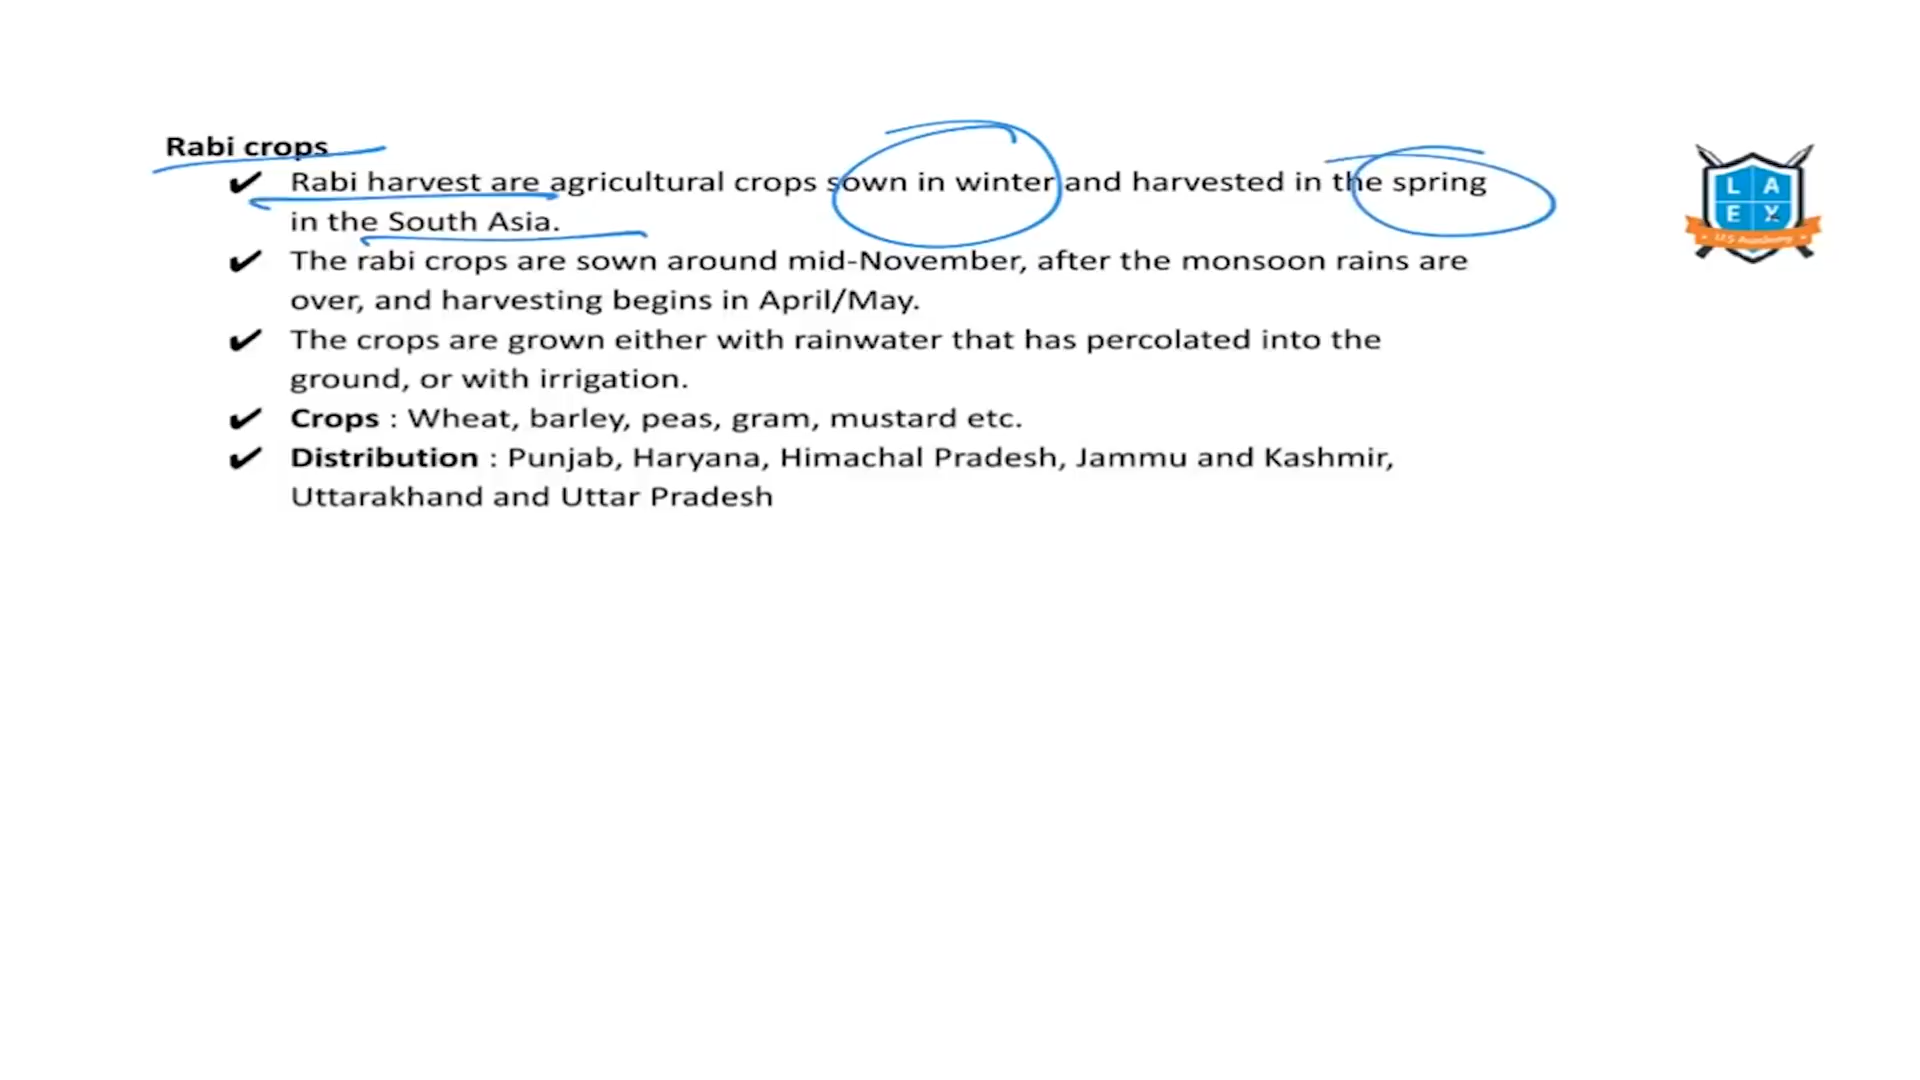 Rabi crops
✔ Rabi harvest are agricultural crops sown in winter and harvested in the spring
in the South Asia.
✔ The rabi crops are sown around mid-November, after the monsoon rains are
over, and harvesting begins in April/May.
✔ The crops are grown either with rainwater that has percolated into the
ground, or with irrigation.
✔ Crops : Wheat, barley, peas, gram, mustard etc.
✔ Distribution : Punjab, Haryana, Himachal Pradesh, Jammu and Kashmir,
Uttarakhand and Uttar Pradesh
L A
E X